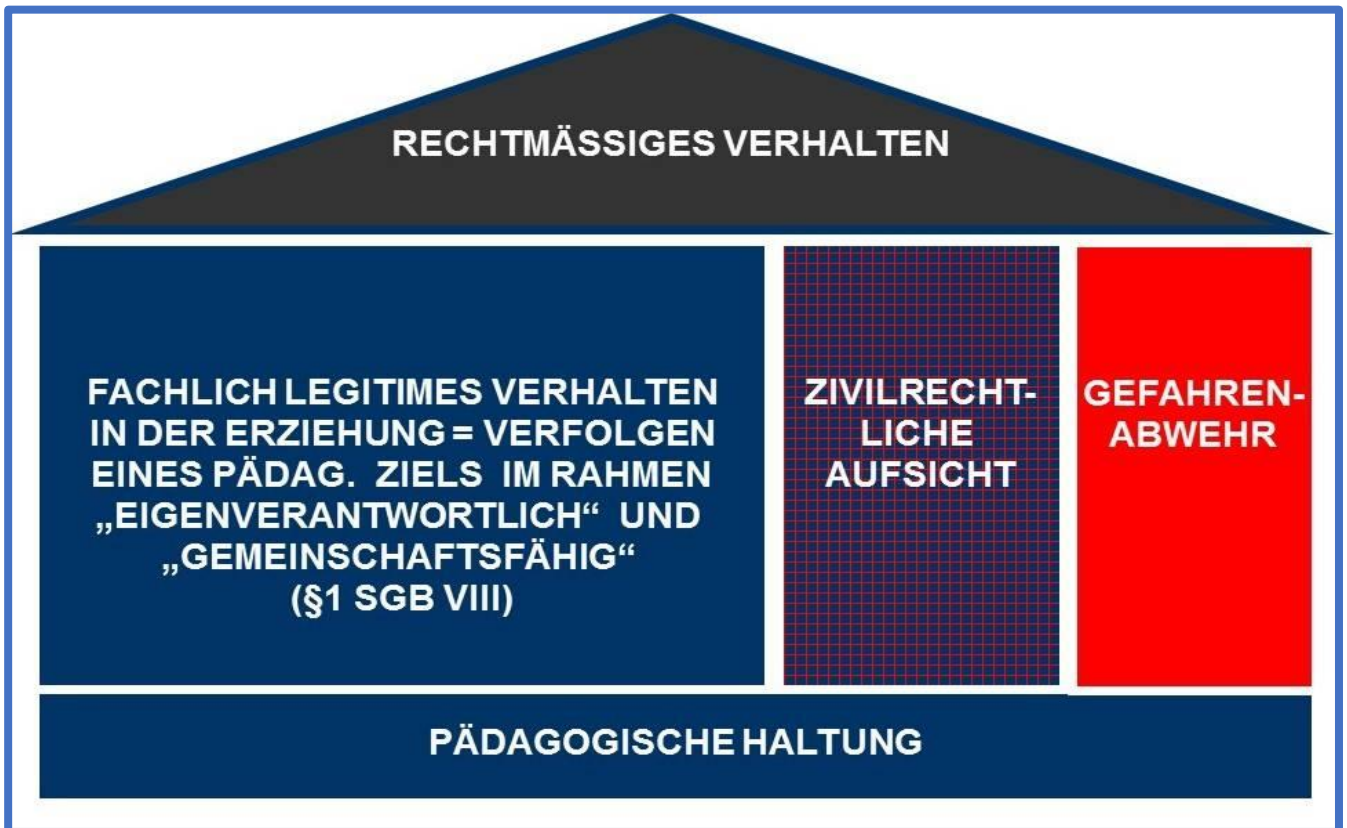 RECHTMÄSSIGES VERHALTEN
FACHLICH LEGITIMES VERHALTEN
IN DER ERZIEHUNG = VERFOLGEN
EINES PÄDAG. ZIELS IM RAHMEN
„EIGENVERANTWORTLICH“ UND
„GEMEINSCHAFTSFÄHIG“
(§1 SGB VIII)
ZIVILRECHT-
LICHE
AUFSICHT
GEFAHREN-
ABWEHR
PÄDAGOGISCHE HALTUNG